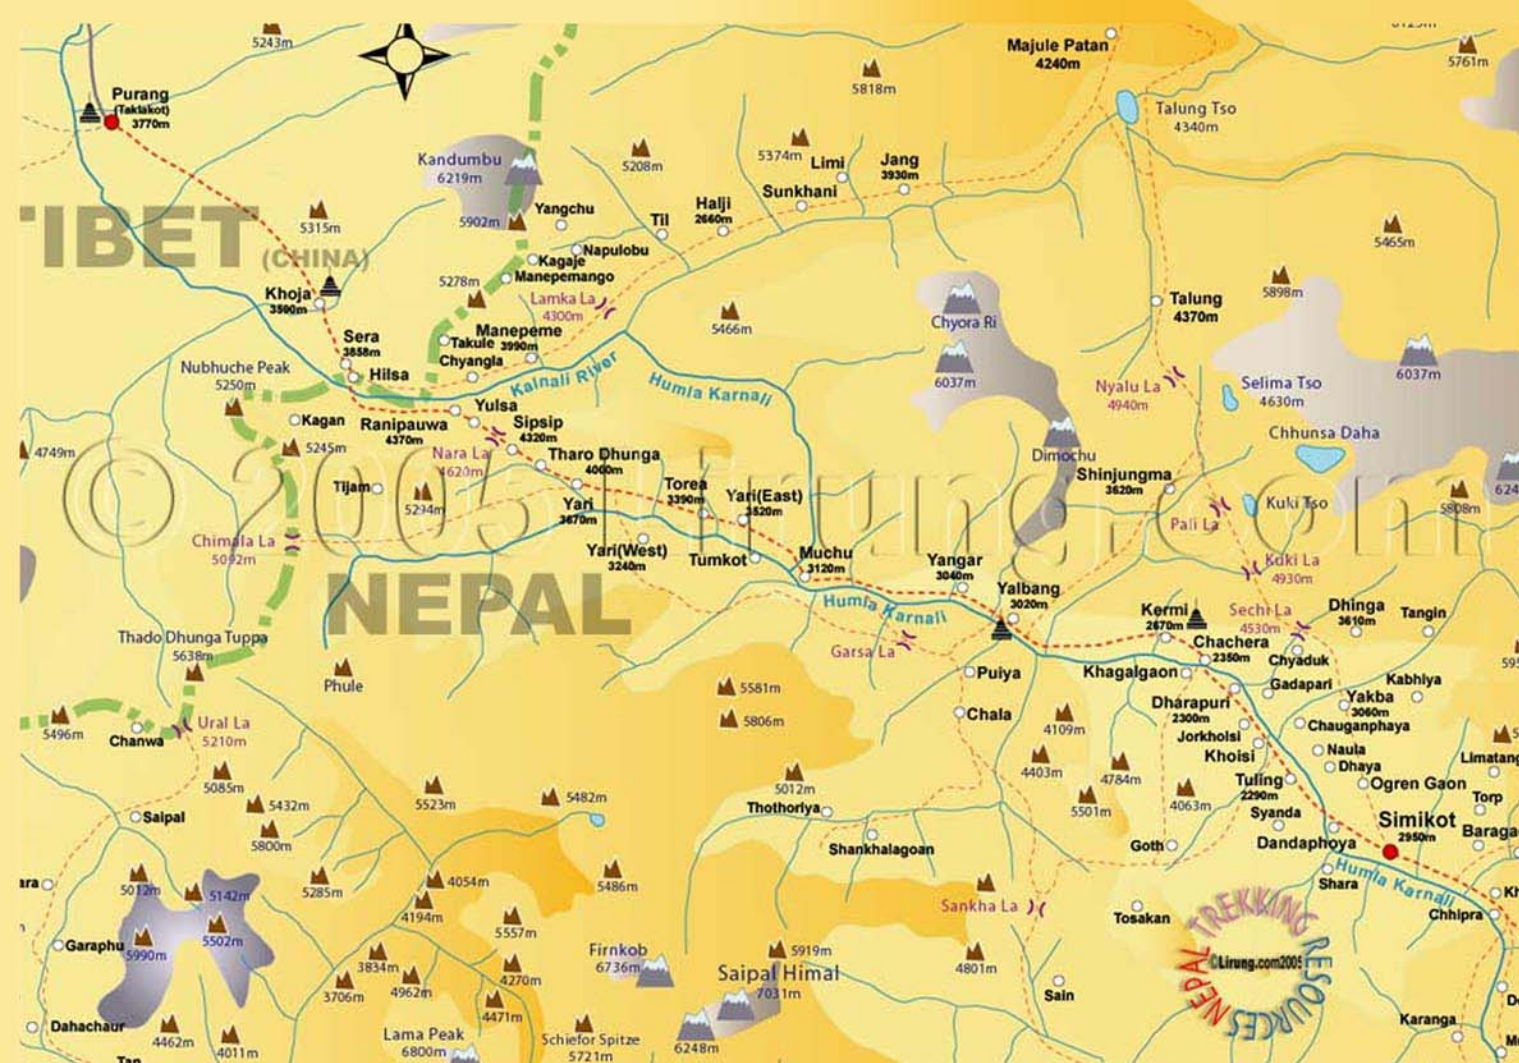 5243m
Majule Patan
4240m
5761m
Purang
(Taklakot)
3770m
5818m
Talung Tso
4340m
Kandumbu
6219m
5208m
5374m
Limi
Jang
3930m
Sunkhani
5902m
Yangchu
Til
Halji
2660m
5315m
TIBET
(CHINA)
5465m
Napulobu
Kagaje
Manepemango
5278m
Khoja
3590m
Lamka La
4300m
5898m
Talung
4370m
Chyora Ri
5466m
Sera
3858m
Manepeme
3990m
Takule
Chyangla
Nubhuche Peak
5250m
Hilsa
Kalnali River
Humla Karnali
6037m
Nyalu La
4940m
Selima Tso
4630m
6037m
Kagan
Ranipauwa
4370m
Yulsa
Sipsip
4320m
Chhunsa Daha
4749m
5245m
Nara La
4620m
Tharo Dhunga
4000m
Dimochu
Shinjungma
3620m
Tijam
5294m
Torea
3390m
Yari(East)
3520m
Yari
3670m
Kuki Tso
5808m
624
© 2005 Lirung.com
Pali La
Chimala La
5092m
Yari(West)
3240m
Tumkot
Muchu
3120m
Yangar
3040m
Kuki La
4930m
NEPAL
Humla Karnali
Yalbang
3020m
Kermi
2670m
Sechi La
4530m
Dhinga
3610m
Tangin
Thado Dhunga Tuppa
5638m
Garsa La
Chachera
2350m
Chyaduk
Phule
5581m
Puiya
Khagalgaon
Gadapari
Kabhiya
5496m
Chanwa
Ural La
5210m
5806m
Chala
4109m
Dharapuri
2300m
Yakba
3060m
Jorkholsi
Chauganphaya
Khoisi
Naula
Limatang
5085m
5523m
5012m
4403m
4784m
Dhaya
5432m
5482m
Thothoriya
5501m
4063m
Tuling
2290m
Ogren Gaon
Torp
Saipal
5800m
Syanda
Simikot
2950m
Baraga
Shankhalagoan
Goth
Dandaphoya
Humla Karnali
5012m
5142m
5285m
4054m
5486m
Shara
4194m
Sankha La
Tosakan
Chhipra
5557m
Garaphu
5990m
5502m
3834m
Firnkob
6736m
5919m
Saipal Himal
7031m
4801m
NEPAL TREKKING RESOURCES
©Lirung.com2005
3706m
4962m
4270m
Sain
4471m
Dahachaur
4462m
4011m
Lama Peak
6800m
Schiefor Spitze
5721m
6248m
Karanga